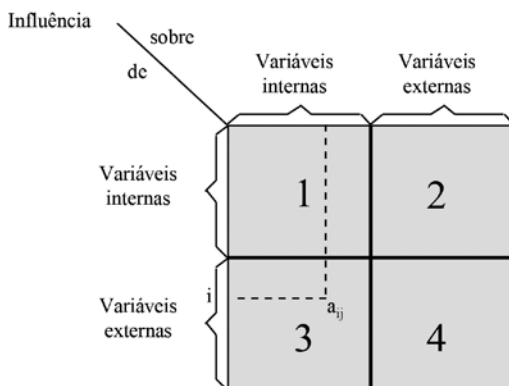 Influência
sobre
de
Variáveis
internas
Variáveis
externas
Variáveis
internas
1
2
i
a_ij
Variáveis
externas
3
4